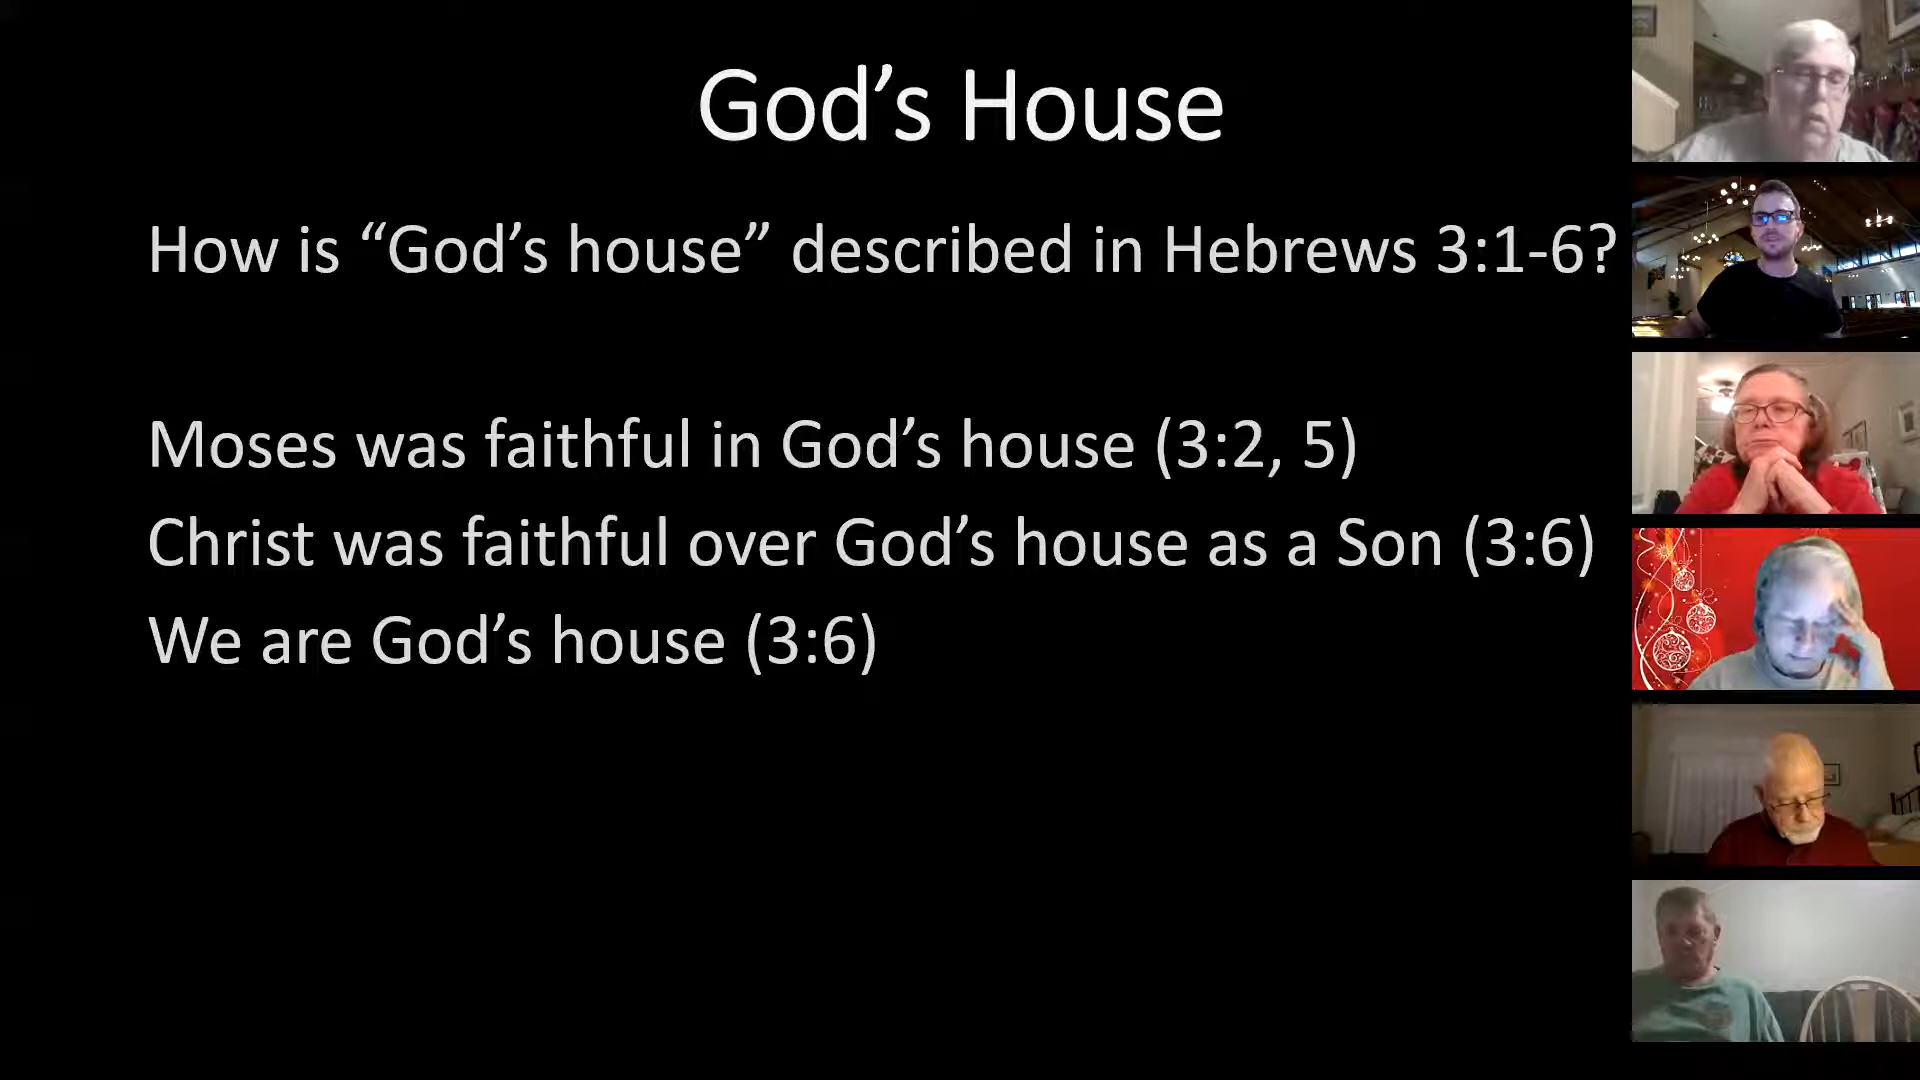 God’s House
How is “God’s house” described in Hebrews 3:1-6?
Moses was faithful in God’s house (3:2, 5)
Christ was faithful over God’s house as a Son (3:6)
We are God’s house (3:6)